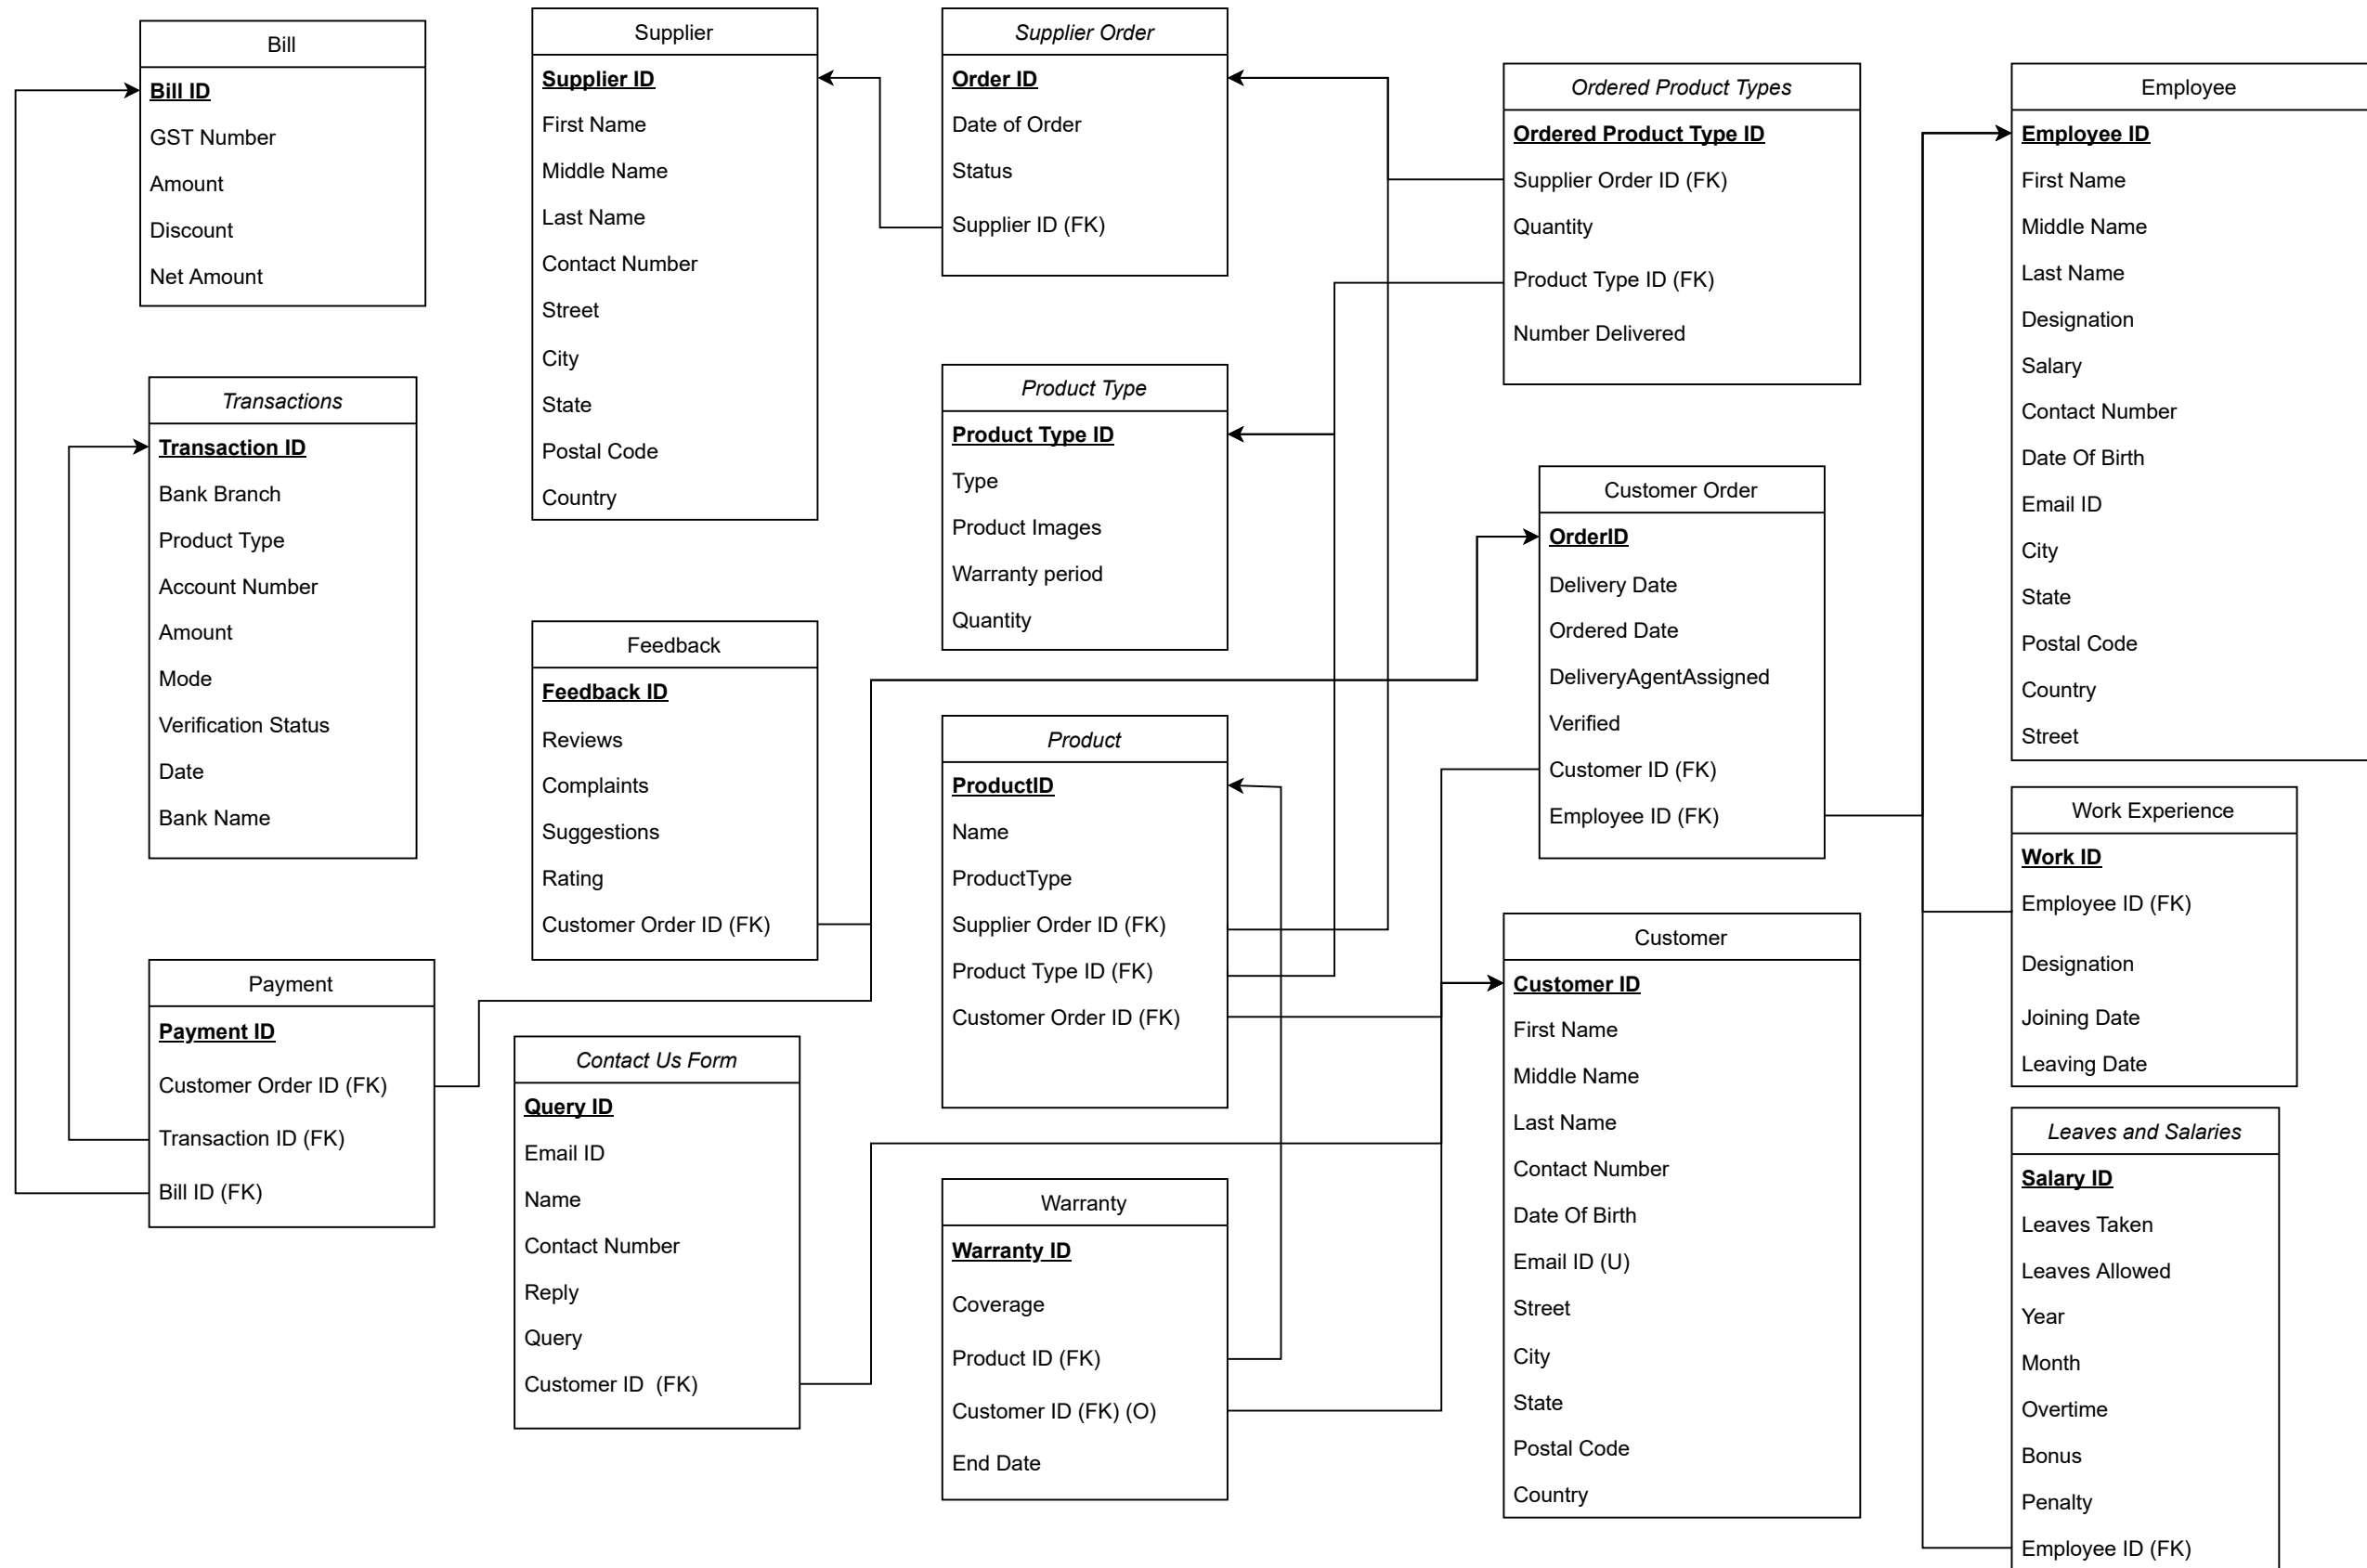 Bill
Bill ID
GST Number
Amount
Discount
Net Amount
Transactions
Transaction ID
Bank Branch
Product Type
Account Number
Amount
Mode
Verification Status
Date
Bank Name
Payment
Payment ID
Customer Order ID (FK)
Transaction ID (FK)
Bill ID (FK)
Supplier
Supplier ID
First Name
Middle Name
Last Name
Contact Number
Street
City
State
Postal Code
Country
Feedback
Feedback ID
Reviews
Complaints
Suggestions
Rating
Customer Order ID (FK)
Contact Us Form
Query ID
Email ID
Name
Contact Number
Reply
Query
Customer ID (FK)
Supplier Order
Order ID
Date of Order
Status
Supplier ID (FK)
Product Type
Product Type ID
Type
Product Images
Warranty period
Quantity
Product
ProductID
Name
ProductType
Supplier Order ID (FK)
Product Type ID (FK)
Customer Order ID (FK)
Warranty
Warranty ID
Coverage
Product ID (FK)
Customer ID (FK) (O)
End Date
Ordered Product Types
Ordered Product Type ID
Supplier Order ID (FK)
Quantity
Product Type ID (FK)
Number Delivered
Customer Order
OrderID
Delivery Date
Ordered Date
DeliveryAgentAssigned
Verified
Customer ID (FK)
Employee ID (FK)
Customer
Customer ID
First Name
Middle Name
Last Name
Contact Number
Date Of Birth
Email ID (U)
Street
City
State
Postal Code
Country
Employee
Employee ID
First Name
Middle Name
Last Name
Designation
Salary
Contact Number
Date Of Birth
Email ID
City
State
Postal Code
Country
Street
Work Experience
Work ID
Employee ID (FK)
Designation
Joining Date
Leaving Date
Leaves and Salaries
Salary ID
Leaves Taken
Leaves Allowed
Year
Month
Overtime
Bonus
Penalty
Employee ID (FK)